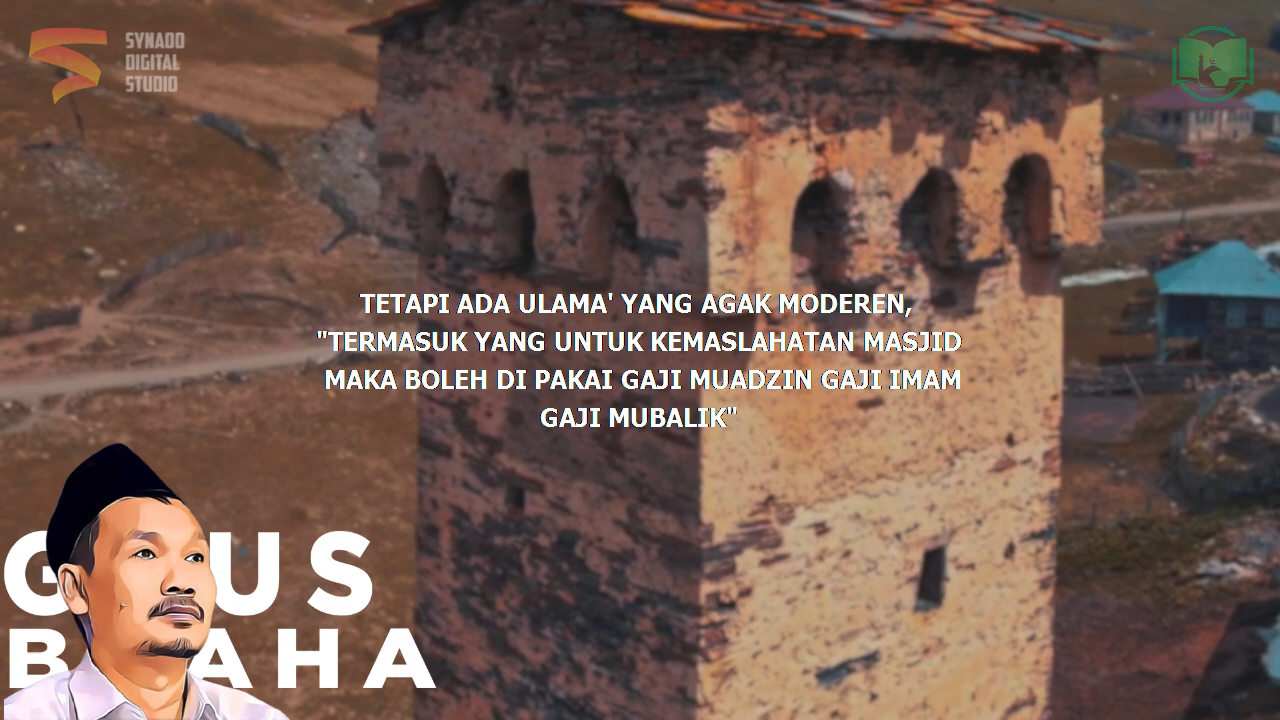 SYNADO
DIGITAL
STUDIO
TETAPI ADA ULAMA' YANG AGAK MODEREN,
"TERMASUK YANG UNTUK KEMASLAHATAN MASJID
MAKA BOLEH DI PAKAI GAJI MUADZIN GAJI IMAM
GAJI MUBALIK"